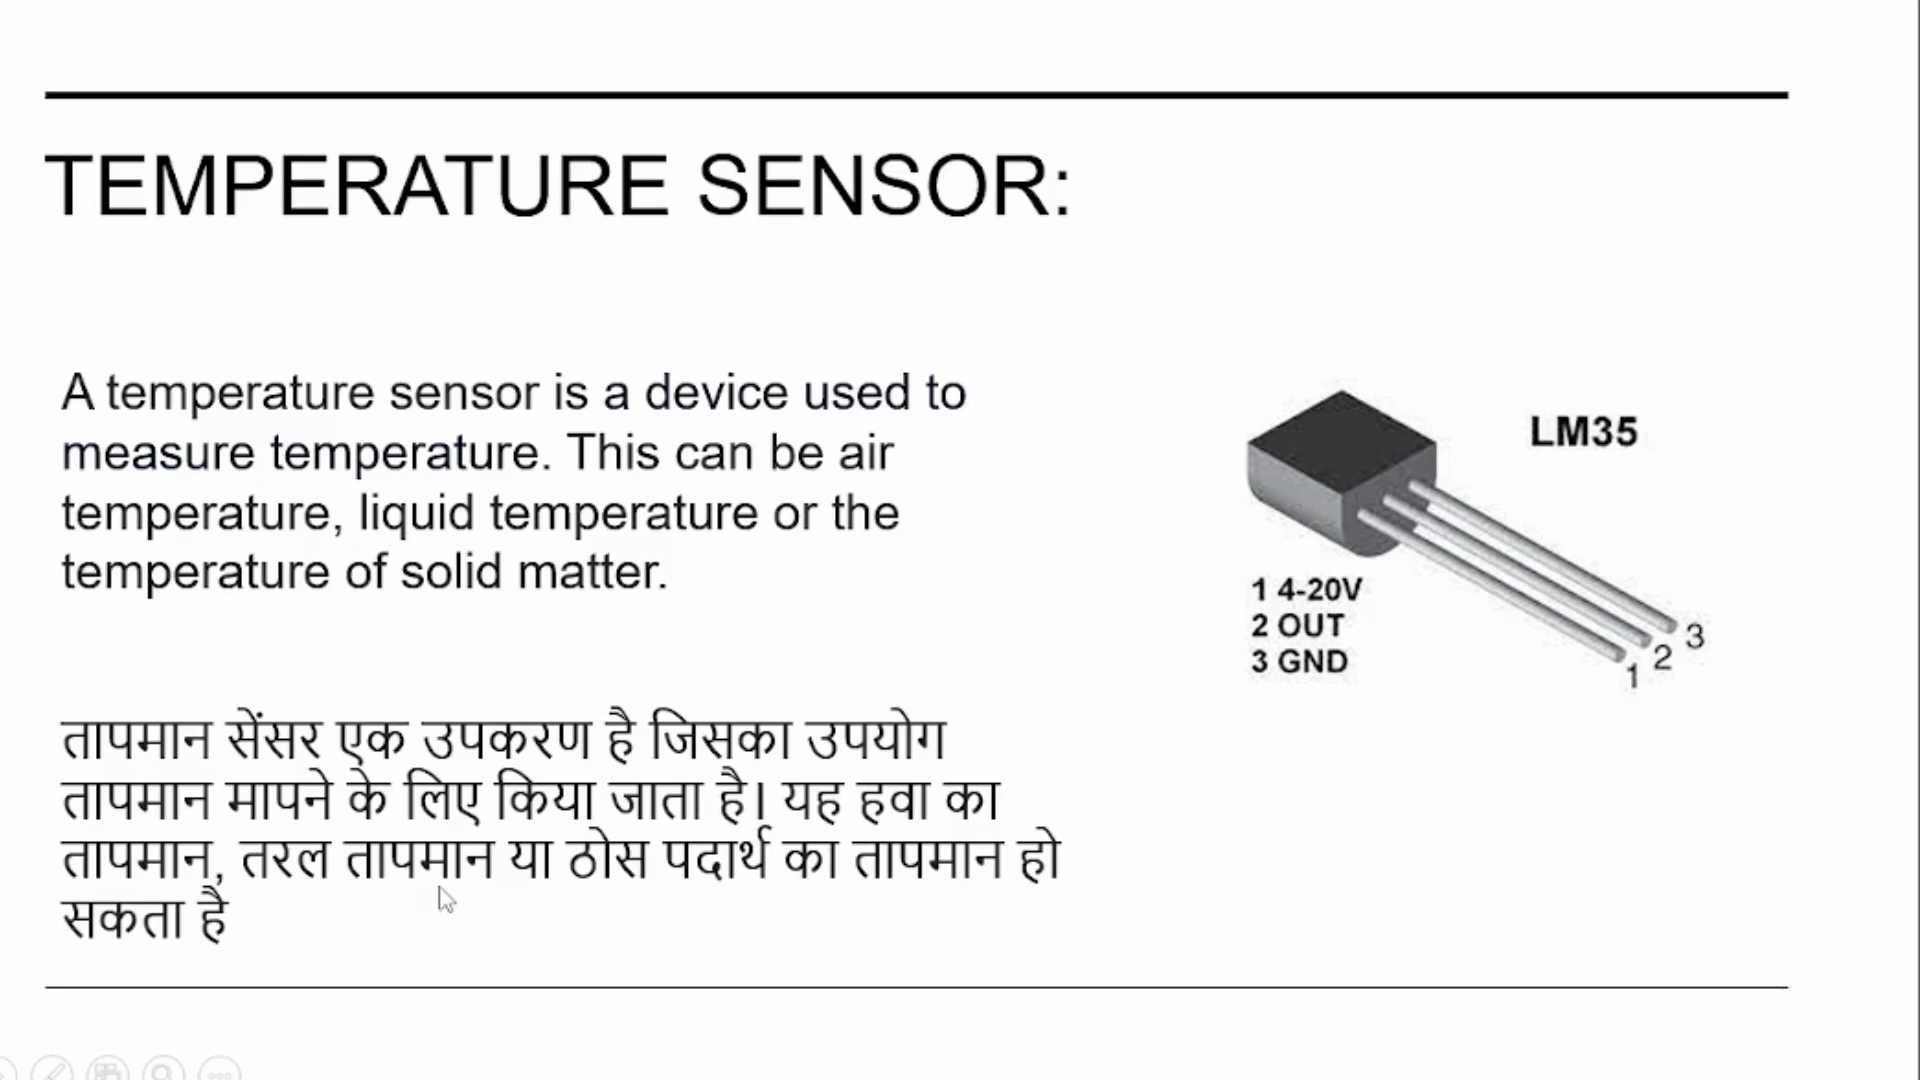 TEMPERATURE SENSOR:
A temperature sensor is a device used to
measure temperature. This can be air
temperature, liquid temperature or the
temperature of solid matter.
तापमान सेंसर एक उपकरण है जिसका उपयोग
तापमान मापने के लिए किया जाता है। यह हवा का
तापमान, तरल तापमान या ठोस पदार्थ का तापमान हो
सकता है
LM35
1 4-20V
2 OUT
3 GND
1
2
3